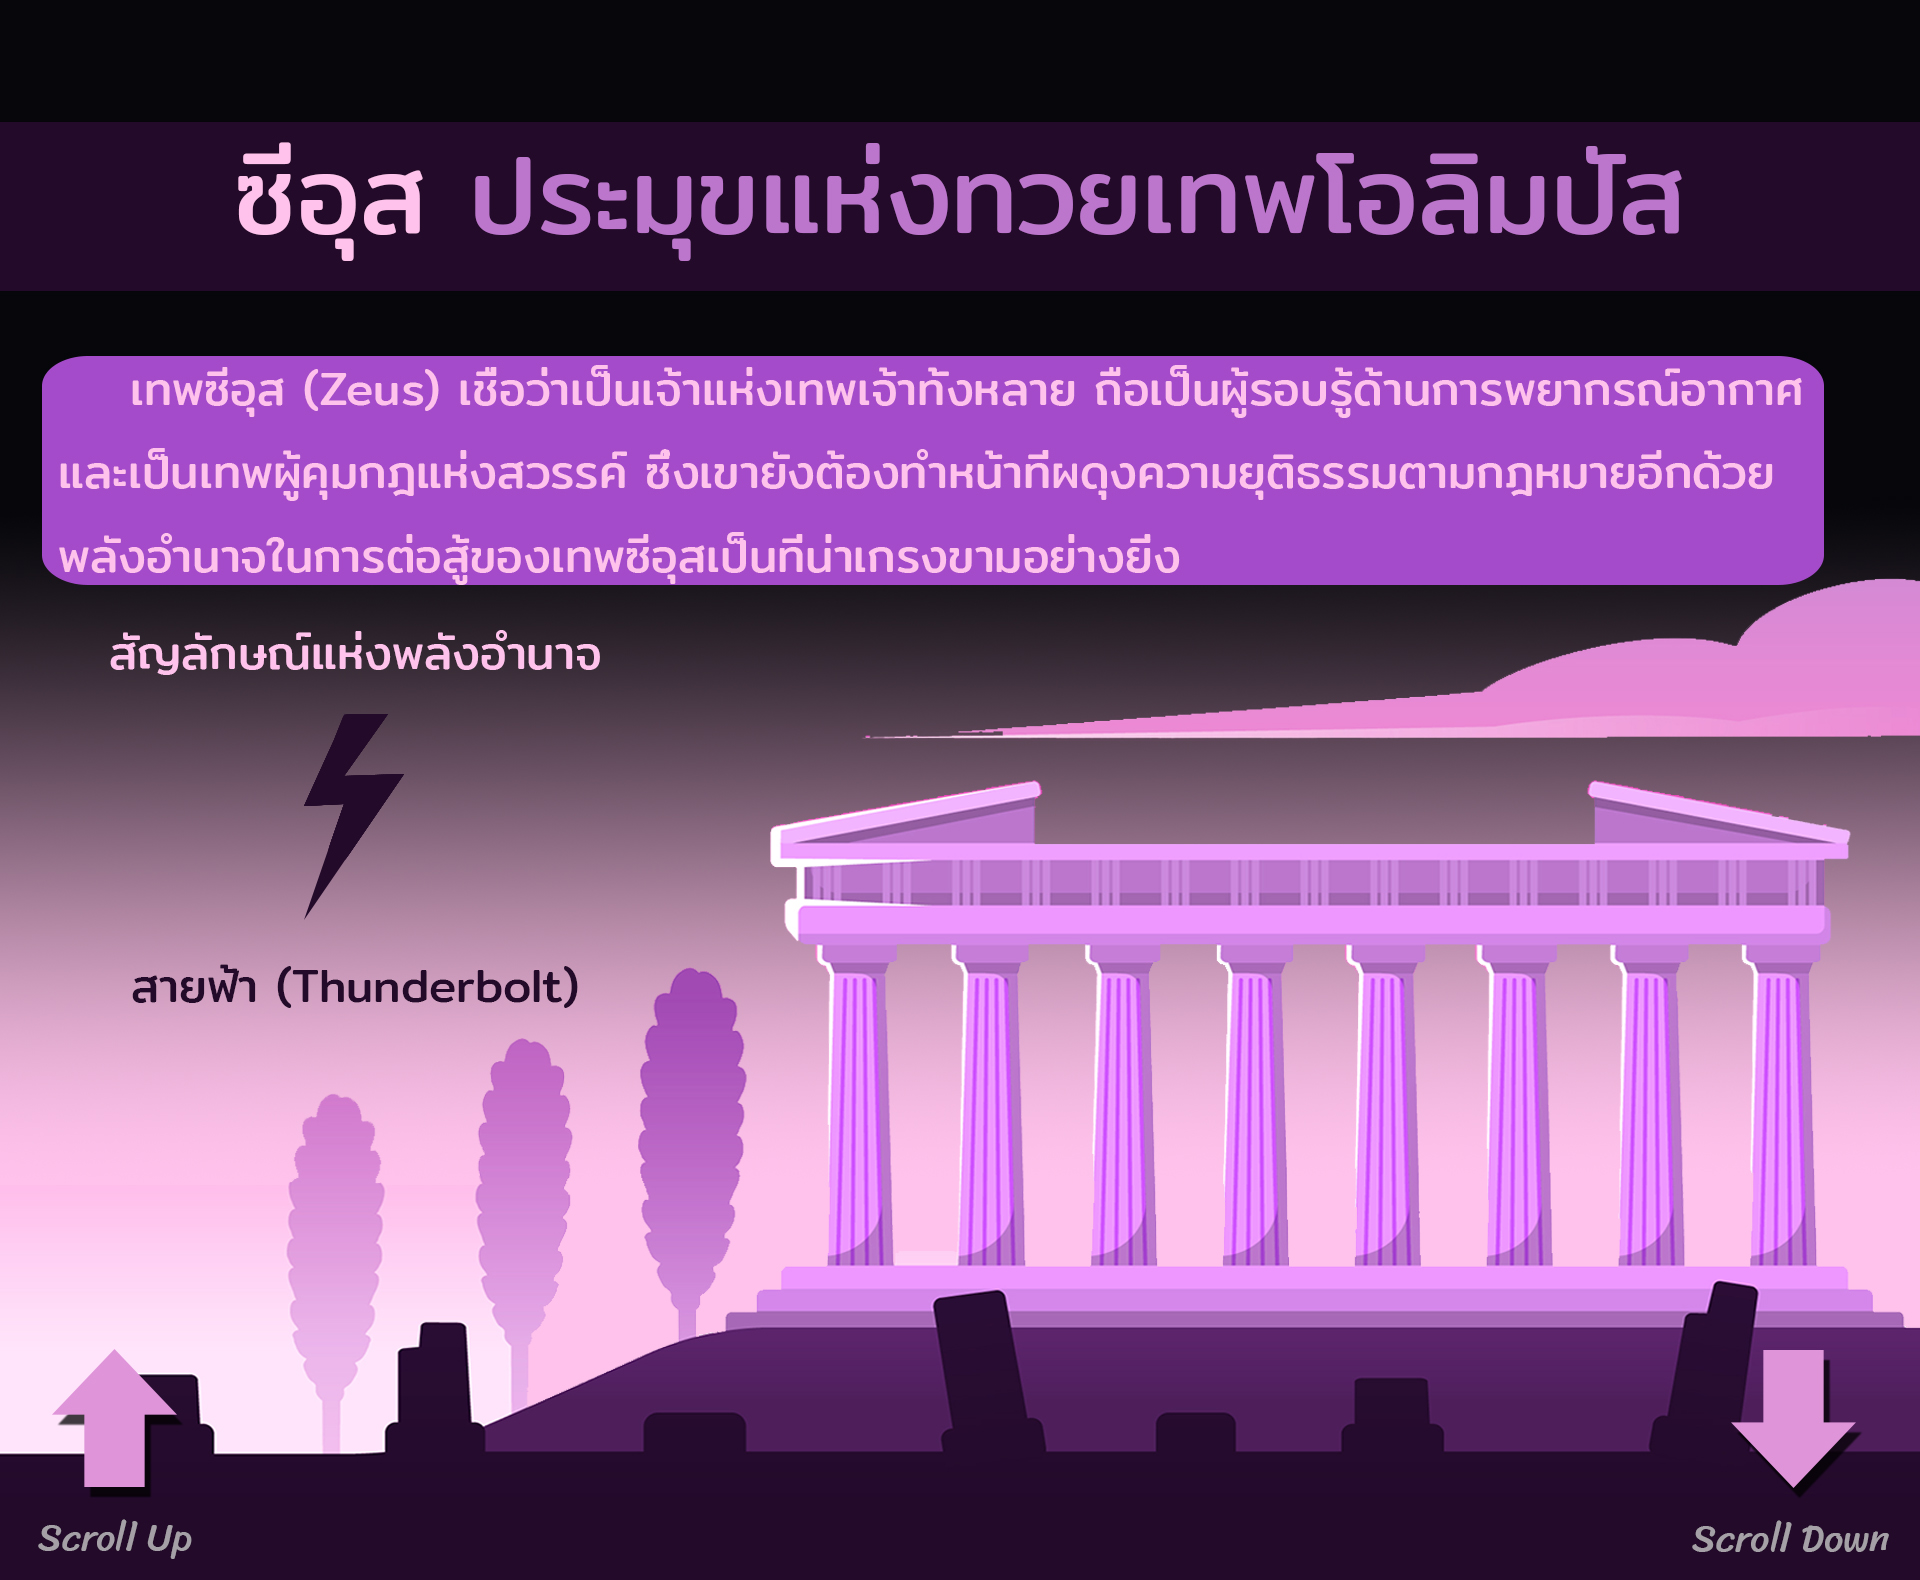 ซีอุส ประมุขแห่งทวยเทพโอลิมปัส
เทพซีอุส (Zeus) เชื่อว่าเป็นเจ้าแห่งเทพเจ้าทั้งหลาย ถือเป็นผู้รอบรู้ด้านการพยากรณ์อากาศ
และเป็นเทพผู้คุมกฎแห่งสวรรค์ ซึ่งเขายังต้องทำหน้าที่ผดุงความยุติธรรมตามกฎหมายอีกด้วย
พลังอำนาจในการต่อสู้ของเทพซีอุสเป็นที่น่าเกรงขามอย่างยิ่ง
สัญลักษณ์แห่งพลังอำนาจ
สายฟ้า (Thunderbolt)
Scroll Up
Scroll Down